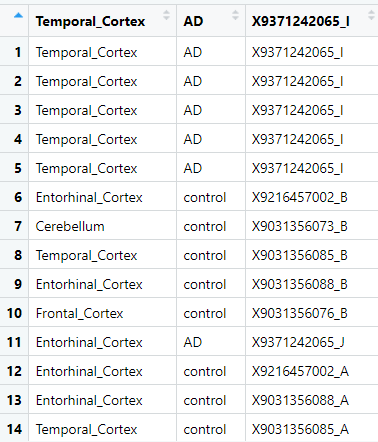 Temporal_Cortex AD X9371242065_I
1 Temporal_Cortex AD X9371242065_I
2 Temporal_Cortex AD X9371242065_I
3 Temporal_Cortex AD X9371242065_I
4 Temporal_Cortex AD X9371242065_I
5 Temporal_Cortex AD X9371242065_I
6 Entorhinal_Cortex control X9216457002_B
7 Cerebellum control X9031356073_B
8 Temporal_Cortex control X9031356085_B
9 Entorhinal_Cortex control X9031356088_B
10 Frontal_Cortex control X9031356076_B
11 Entorhinal_Cortex AD X9371242065_J
12 Entorhinal_Cortex control X9216457002_A
13 Entorhinal_Cortex control X9031356088_A
14 Temporal_Cortex control X9031356085_A